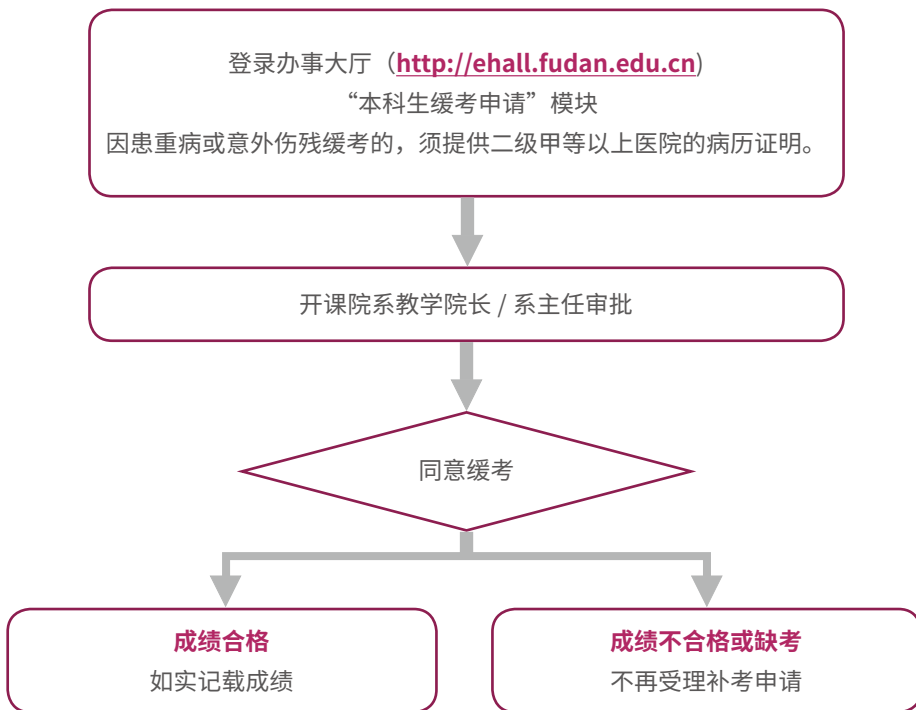 登录办事大厅（http://ehall.fudan.edu.cn)
“本科生缓考申请”模块
因患重病或意外伤残缓考的，须提供二级甲等以上医院的病历证明。
开课院系教学院长 / 系主任审批
同意缓考
成绩合格
如实记载成绩
成绩不合格或缺考
不再受理补考申请